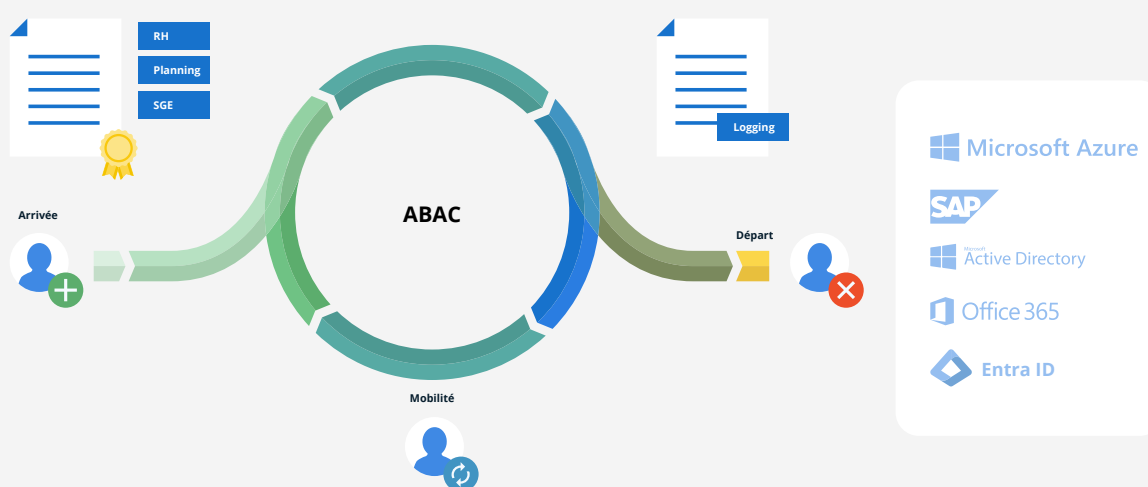 RH
Planning
SGE
Logging
Arrivée
ABAC
Départ
Mobilité
Microsoft Azure
SAP
Microsoft
Active Directory
Office 365
Entra ID